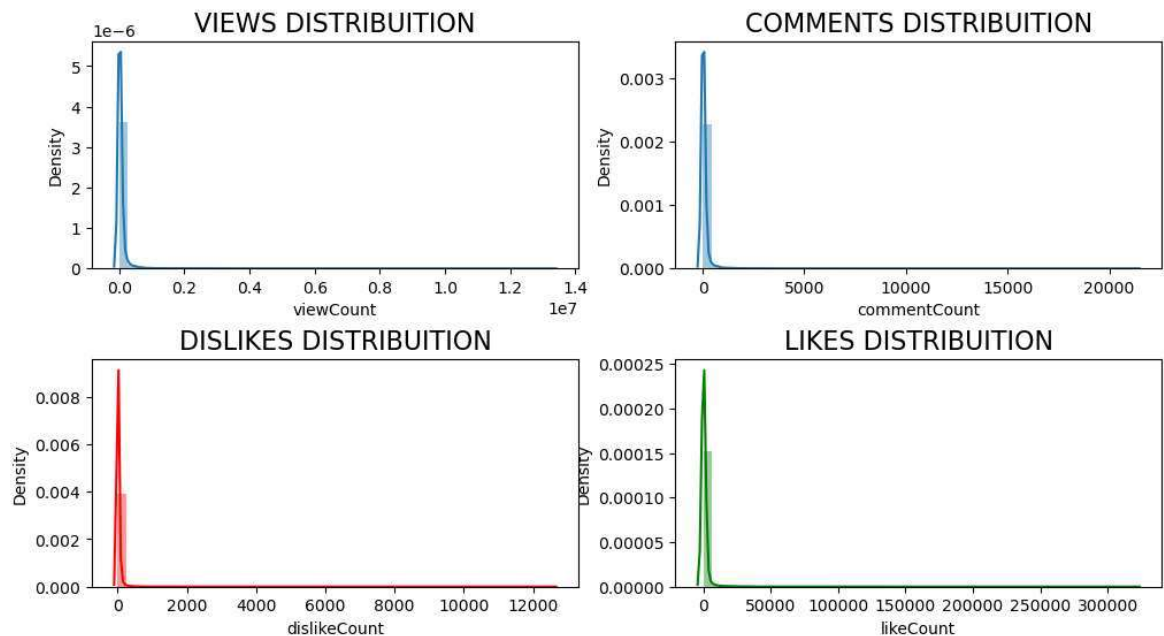 VIEWS DISTRIBUITION
1e−6
5
4
3
2
1
0
Density
0.0 0.2 0.4 0.6 0.8 1.0 1.2 1.4
1e7
viewCount
COMMENTS DISTRIBUITION
0.003
0.002
0.001
0.000
Density
0 5000 10000 15000 20000
commentCount
DISLIKES DISTRIBUITION
0.008
0.006
0.004
0.002
0.000
Density
0 2000 4000 6000 8000 10000 12000
dislikeCount
LIKES DISTRIBUITION
0.00025
0.00020
0.00015
0.00010
0.00005
0.00000
Density
0 50000 100000 150000 200000 250000 300000
likeCount